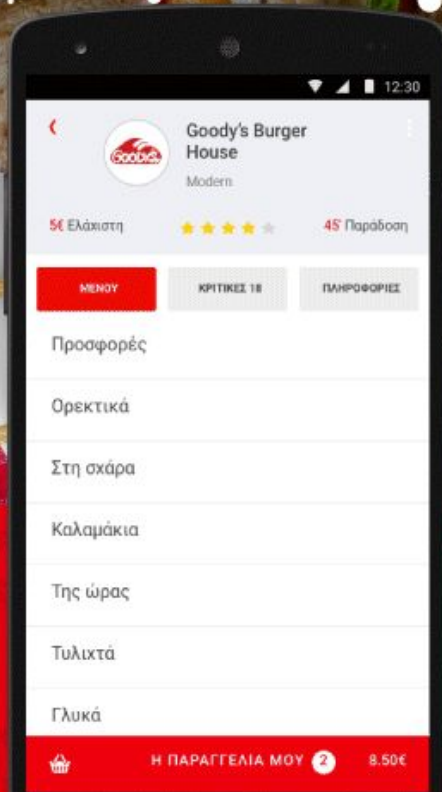 12:30
Goody's Burger
House
Goody's
Modern
5€ Ελάχιστη
45' Παράδοση
ΜΕΝΟΥ
ΚΡΙΤΙΚΕΣ 18
ΠΛΗΡΟΦΟΡΙΕΣ
Προσφορές
Ορεκτικά
Στη σχάρα
Καλαμάκια
Της ώρας
Τυλιχτά
Γλυκά
Η ΠΑΡΑΓΓΕΛΙΑ ΜΟΥ 2 8.50€